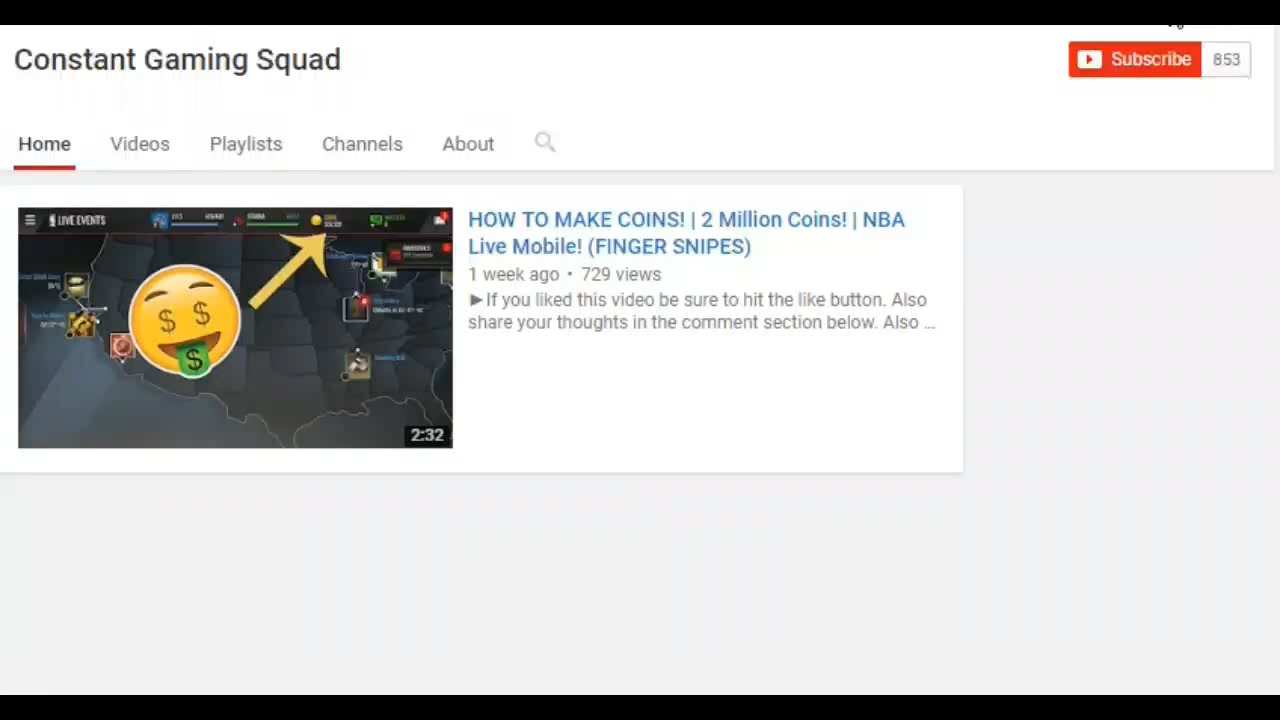 Constant Gaming Squad
Subscribe 853
Home Videos Playlists Channels About
LIVE EVENTS
HOW TO MAKE COINS! | 2 Million Coins! | NBA
Live Mobile! (FINGER SNIPES)
1 week ago • 729 views
►If you liked this video be sure to hit the like button. Also
share your thoughts in the comment section below. Also ...
$ $
$
2:32